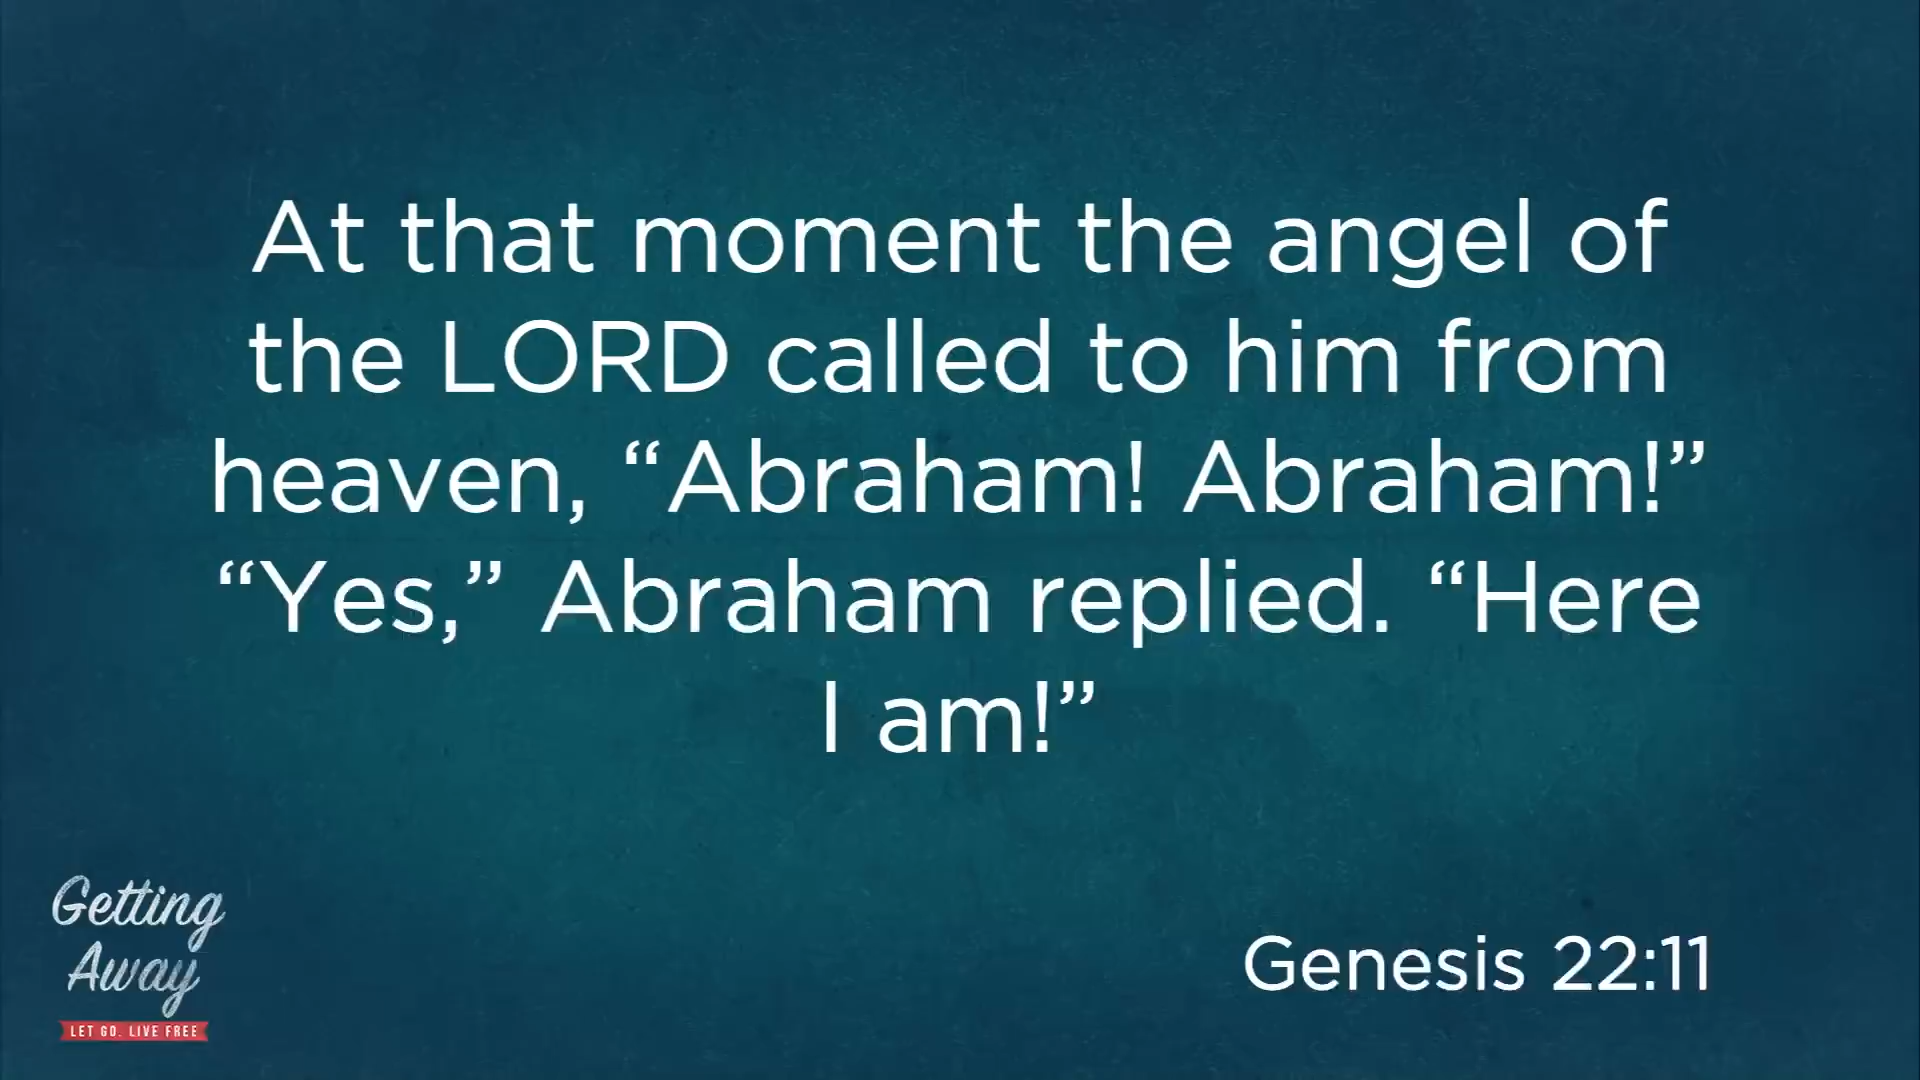 At that moment the angel of
the LORD called to him from
heaven, “Abraham! Abraham!”
“Yes,” Abraham replied. “Here
I am!”
Genesis 22:11
Getting
Away
LET GO. LIVE FREE